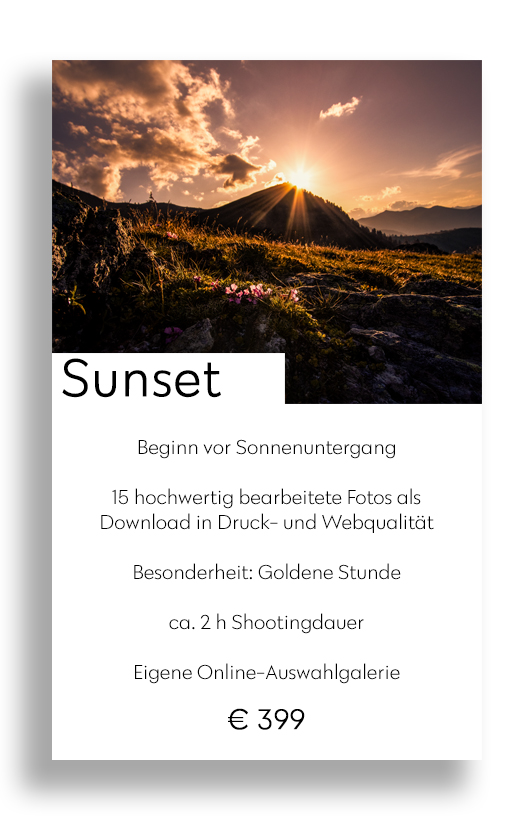 Sunset
Beginn vor Sonnenuntergang
15 hochwertig bearbeitete Fotos als
Download in Druck- und Webqualität
Besonderheit: Goldene Stunde
ca. 2 h Shootingdauer
Eigene Online-Auswahlgalerie
€ 399